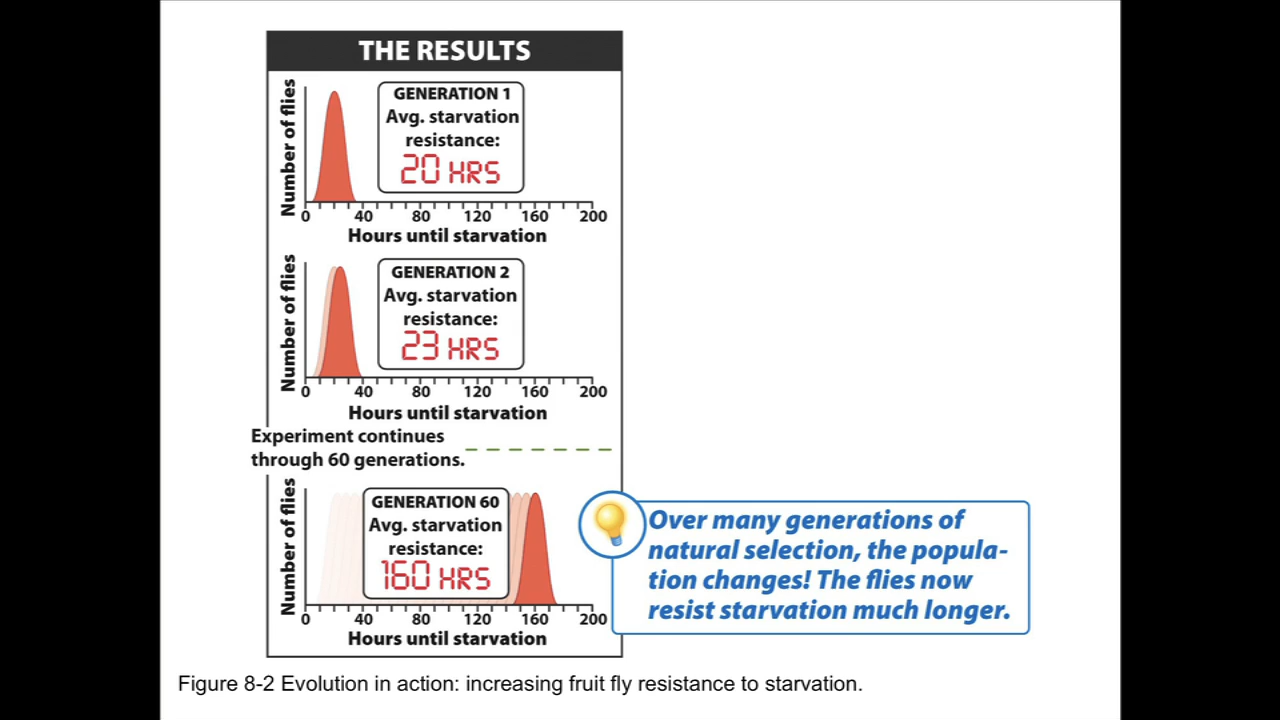 THE RESULTS
Number of flies
GENERATION 1
Avg. starvation
resistance:
20 HRS
0 40 80 120 160 200
Hours until starvation
Number of flies
GENERATION 2
Avg. starvation
resistance:
23 HRS
0 40 80 120 160 200
Hours until starvation
Experiment continues
through 60 generations.
Number of flies
GENERATION 60
Avg. starvation
resistance:
160 HRS
0 40 80 120 160 200
Hours until starvation
Over many generations of
natural selection, the popula-
tion changes! The flies now
resist starvation much longer.
Figure 8-2 Evolution in action: increasing fruit fly resistance to starvation.